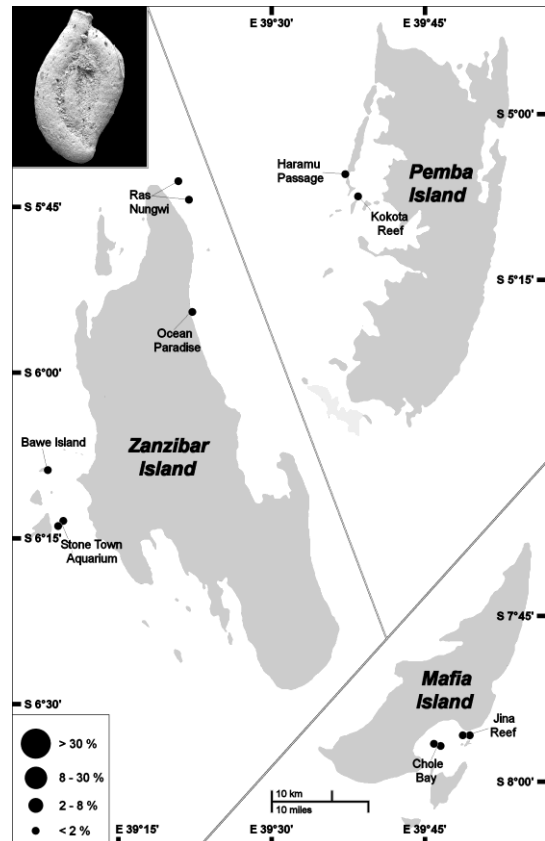 E 39°30'
E 39°45'
S 5°00'
Haramu
Passage
Pemba
Island
Ras
Nungwi
Kokota
Reef
S 5°45'
S 5°15'
Ocean
Paradise
S 6°00'
Bawe Island
Zanzibar
Island
Stone Town
Aquarium
S 6°15'
S 7°45'
Mafia
Island
S 6°30'
Jina
Reef
Chole
Bay
> 30 %
8 - 30 %
2 - 8 %
< 2 %
10 km
10 miles
S 8°00'
E 39°15'
E 39°30'
E 39°45'